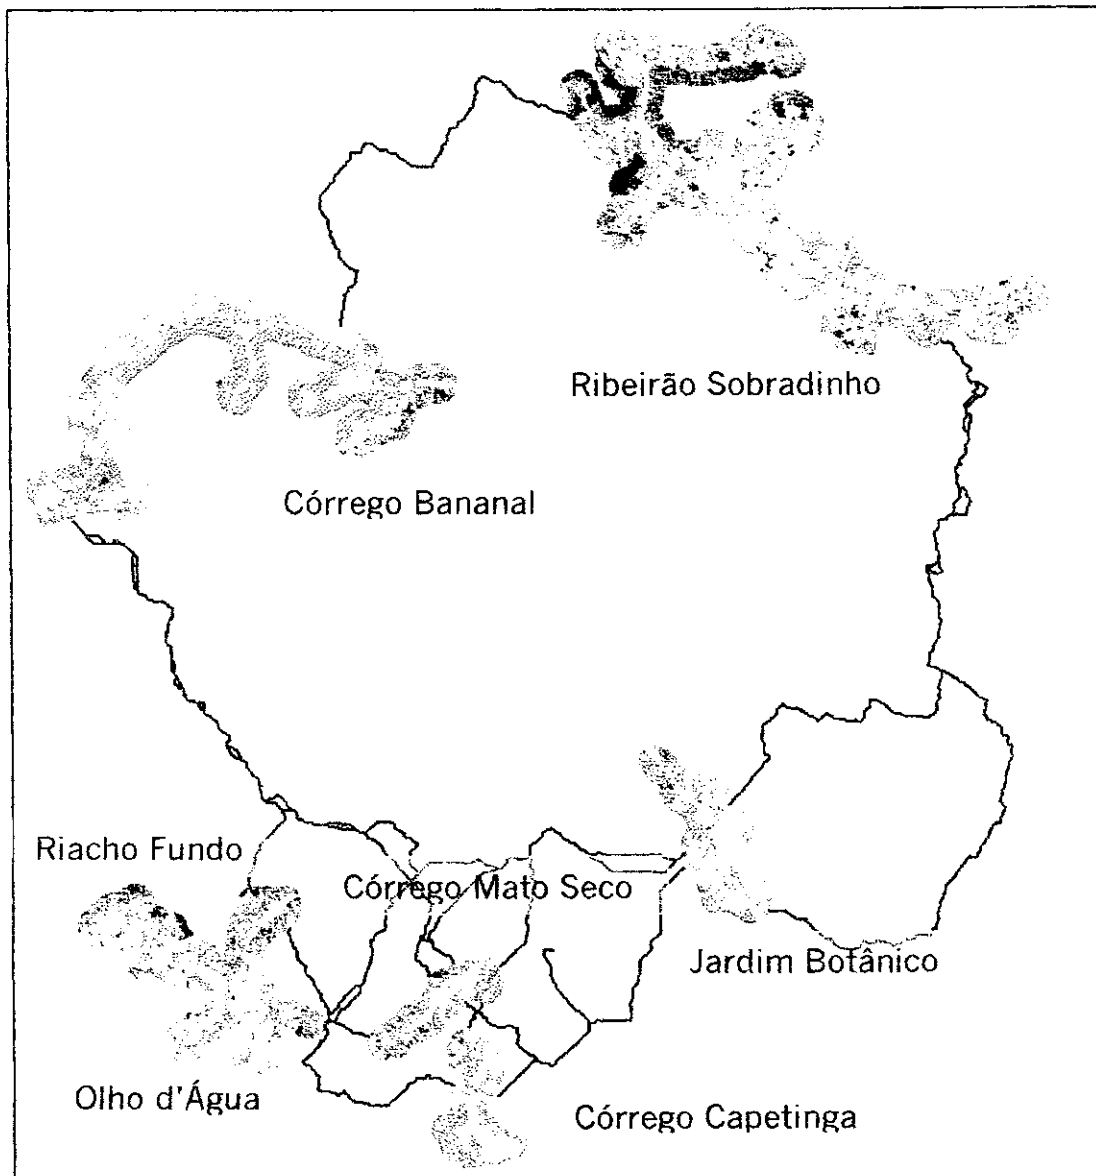 Ribeirão Sobradinho
Córrego Bananal
Riacho Fundo
Córrego Mato Seco
Jardim Botânico
Olho d'Água
Córrego Capetinga